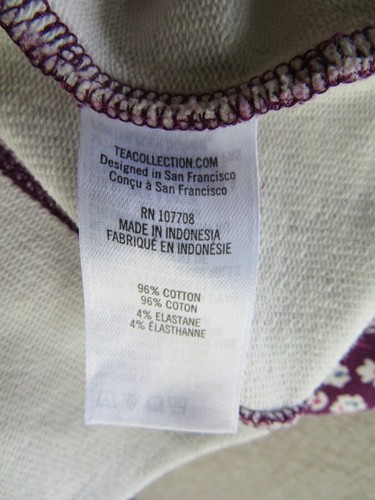 TEACOLLECTION.COM
Designed in San Francisco
Conçu à San Francisco
RN 107708
MADE IN INDONESIA
FABRIQUÉ EN INDONÉSIE
96% COTTON
96% COTON
4% ELASTANE
4% ÉLASTHANNE